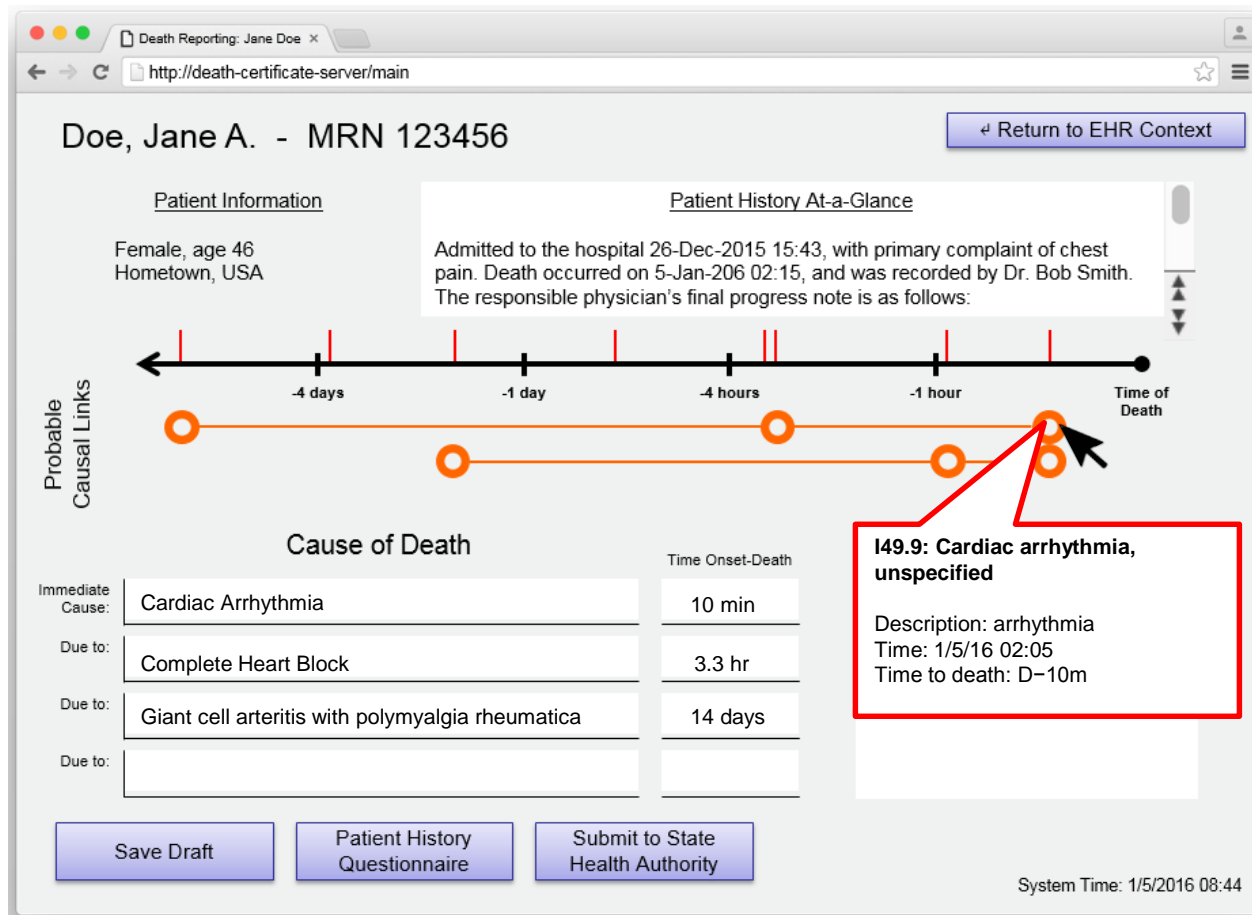 Death Reporting: Jane Doe ×
http://death-certificate-server/main
Doe, Jane A. - MRN 123456
↲ Return to EHR Context
Patient Information
Female, age 46
Hometown, USA
Patient History At-a-Glance
Admitted to the hospital 26-Dec-2015 15:43, with primary complaint of chest
pain. Death occurred on 5-Jan-206 02:15, and was recorded by Dr. Bob Smith.
The responsible physician's final progress note is as follows:
-4 days
-1 day
-4 hours
-1 hour
Time of
Death
Probable
Causal Links
I49.9: Cardiac arrhythmia,
unspecified
Description: arrhythmia
Time: 1/5/16 02:05
Time to death: D−10m
Cause of Death
Time Onset-Death
Immediate
Cause:
Cardiac Arrhythmia
10 min
Due to:
Complete Heart Block
3.3 hr
Due to:
Giant cell arteritis with polymyalgia rheumatica
14 days
Due to:
Save Draft
Patient History
Questionnaire
Submit to State
Health Authority
System Time: 1/5/2016 08:44